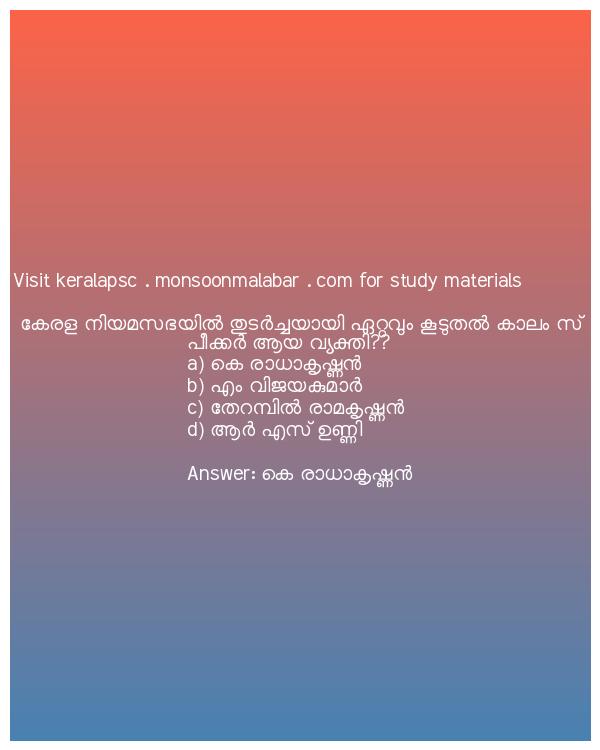 Visit keralapsc . monsoonmalabar . com for study materials
കേരള നിയമസഭയിൽ തുടർച്ചയായി ഏറ്റവും കൂടുതൽ കാലം സ്
പീക്കർ ആയ വ്യക്തി??
a) കെ രാധാകൃഷ്ണൻ
b) എം വിജയകുമാർ
c) തേറമ്പിൽ രാമകൃഷ്ണൻ
d) ആർ എസ് ഉണ്ണി
Answer: കെ രാധാകൃഷ്ണൻ